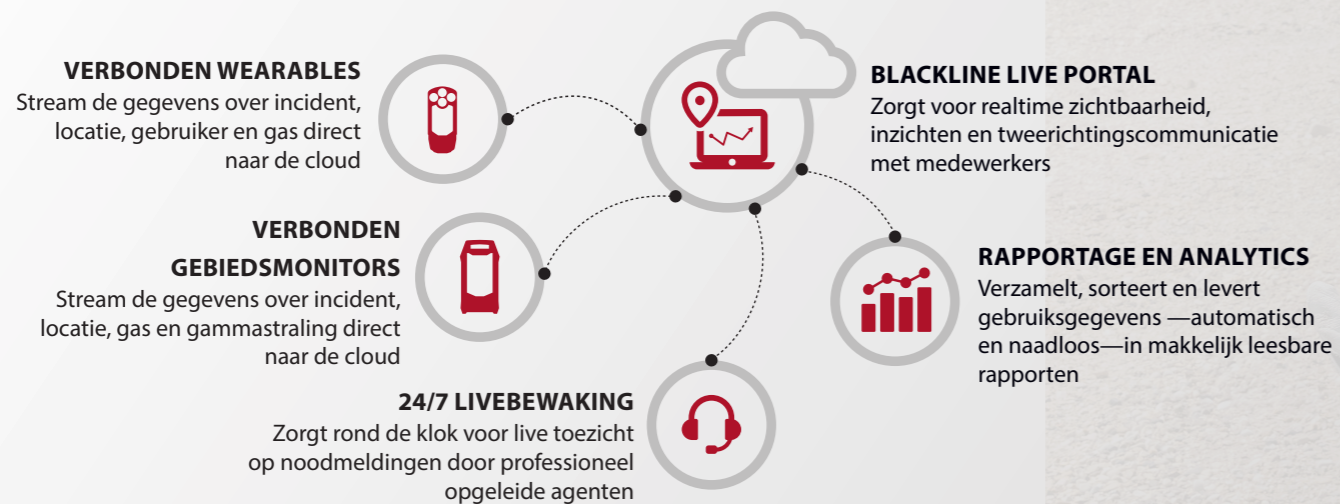 VERBONDEN WEARABLES
Stream de gegevens over incident,
locatie, gebruiker en gas direct
naar de cloud
BLACKLINE LIVE PORTAL
Zorgt voor realtime zichtbaarheid,
inzichten en tweerichtingscommunicatie
met medewerkers
VERBONDEN
GEBIEDSMONITORS
Stream de gegevens over incident,
locatie, gas en gammastraling direct
naar de cloud
RAPPORTAGE EN ANALYTICS
Verzamelt, sorteert en levert
gebruiksgegevens —automatisch
en naadloos—in makkelijk leesbare
rapporten
24/7 LIVEBEWAKING
Zorgt rond de klok voor live toezicht
op noodmeldingen door professioneel
opgeleide agenten